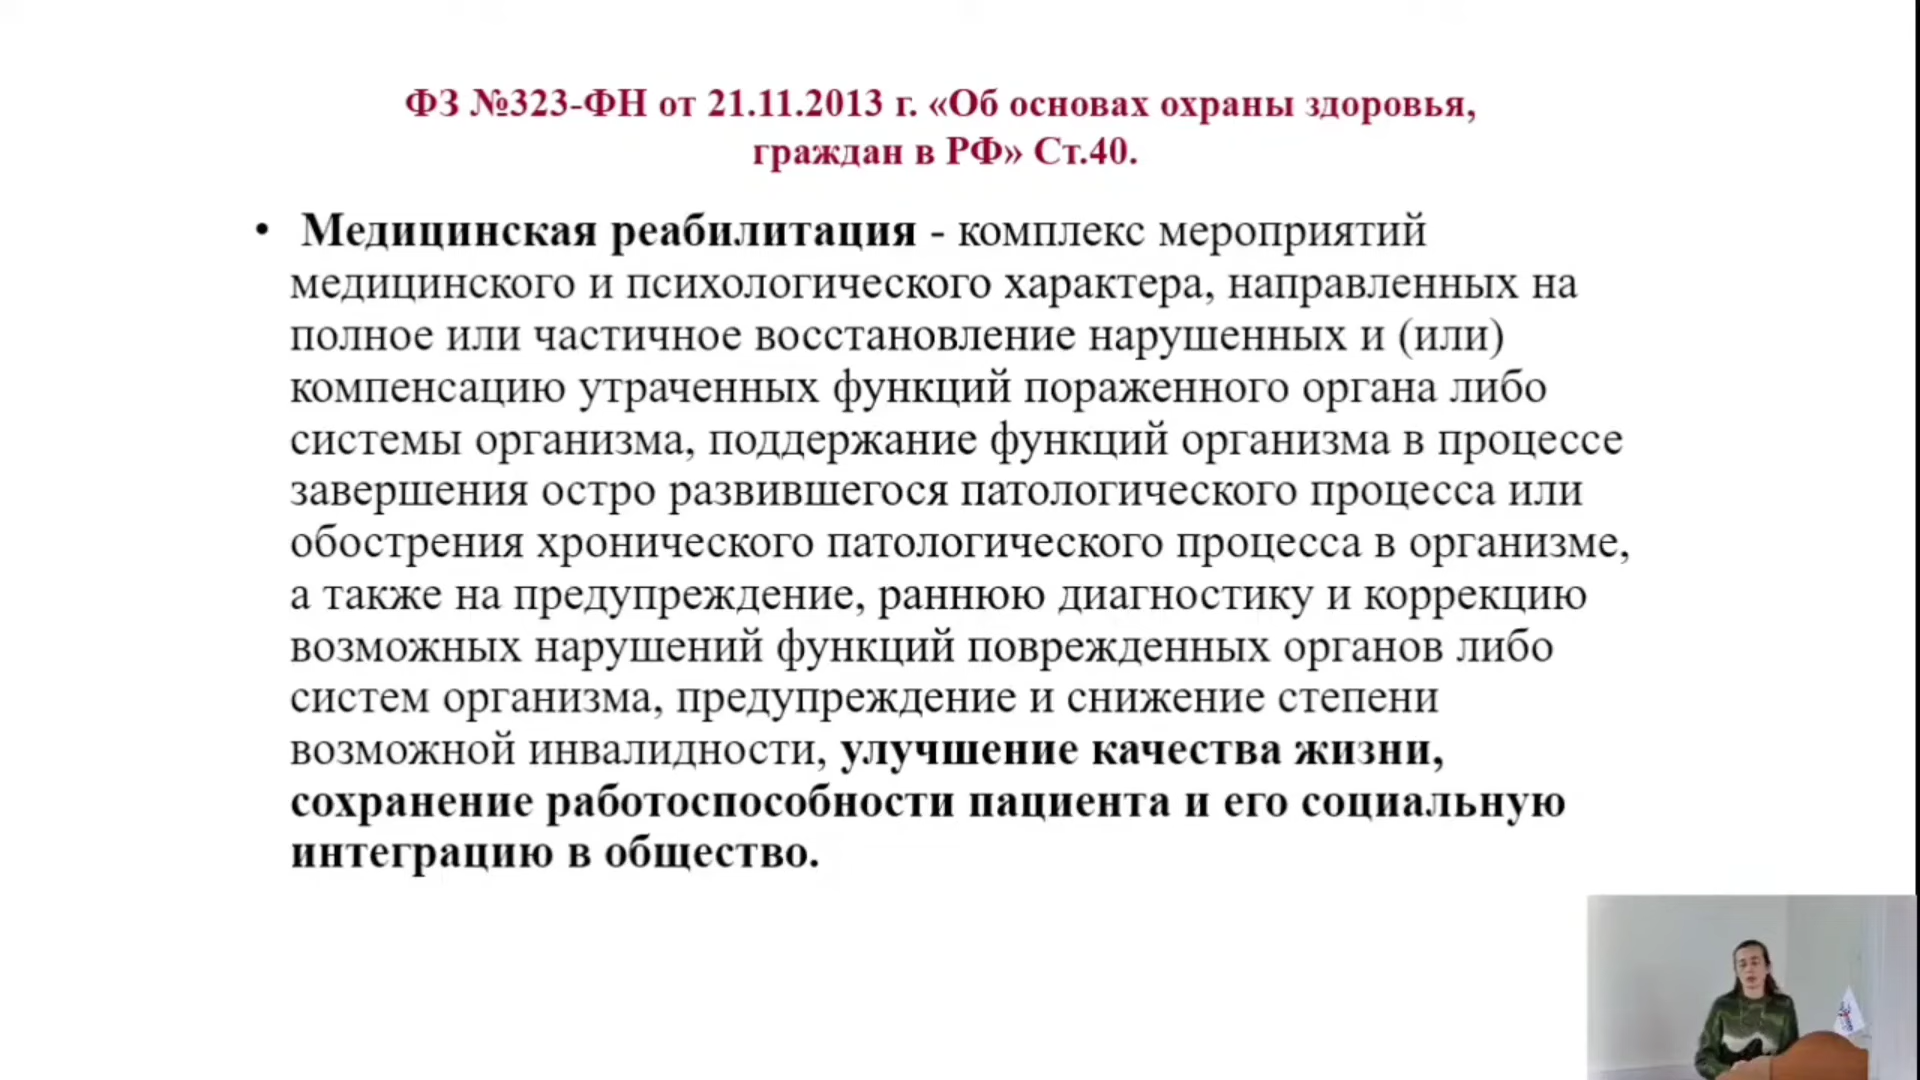 ФЗ №323-ФН от 21.11.2013 г. «Об основах охраны здоровья,
граждан в РФ» Ст.40.
• Медицинская реабилитация - комплекс мероприятий
медицинского и психологического характера, направленных на
полное или частичное восстановление нарушенных и (или)
компенсацию утраченных функций пораженного органа либо
системы организма, поддержание функций организма в процессе
завершения остро развившегося патологического процесса или
обострения хронического патологического процесса в организме,
а также на предупреждение, раннюю диагностику и коррекцию
возможных нарушений функций поврежденных органов либо
систем организма, предупреждение и снижение степени
возможной инвалидности, улучшение качества жизни,
сохранение работоспособности пациента и его социальную
интеграцию в общество.